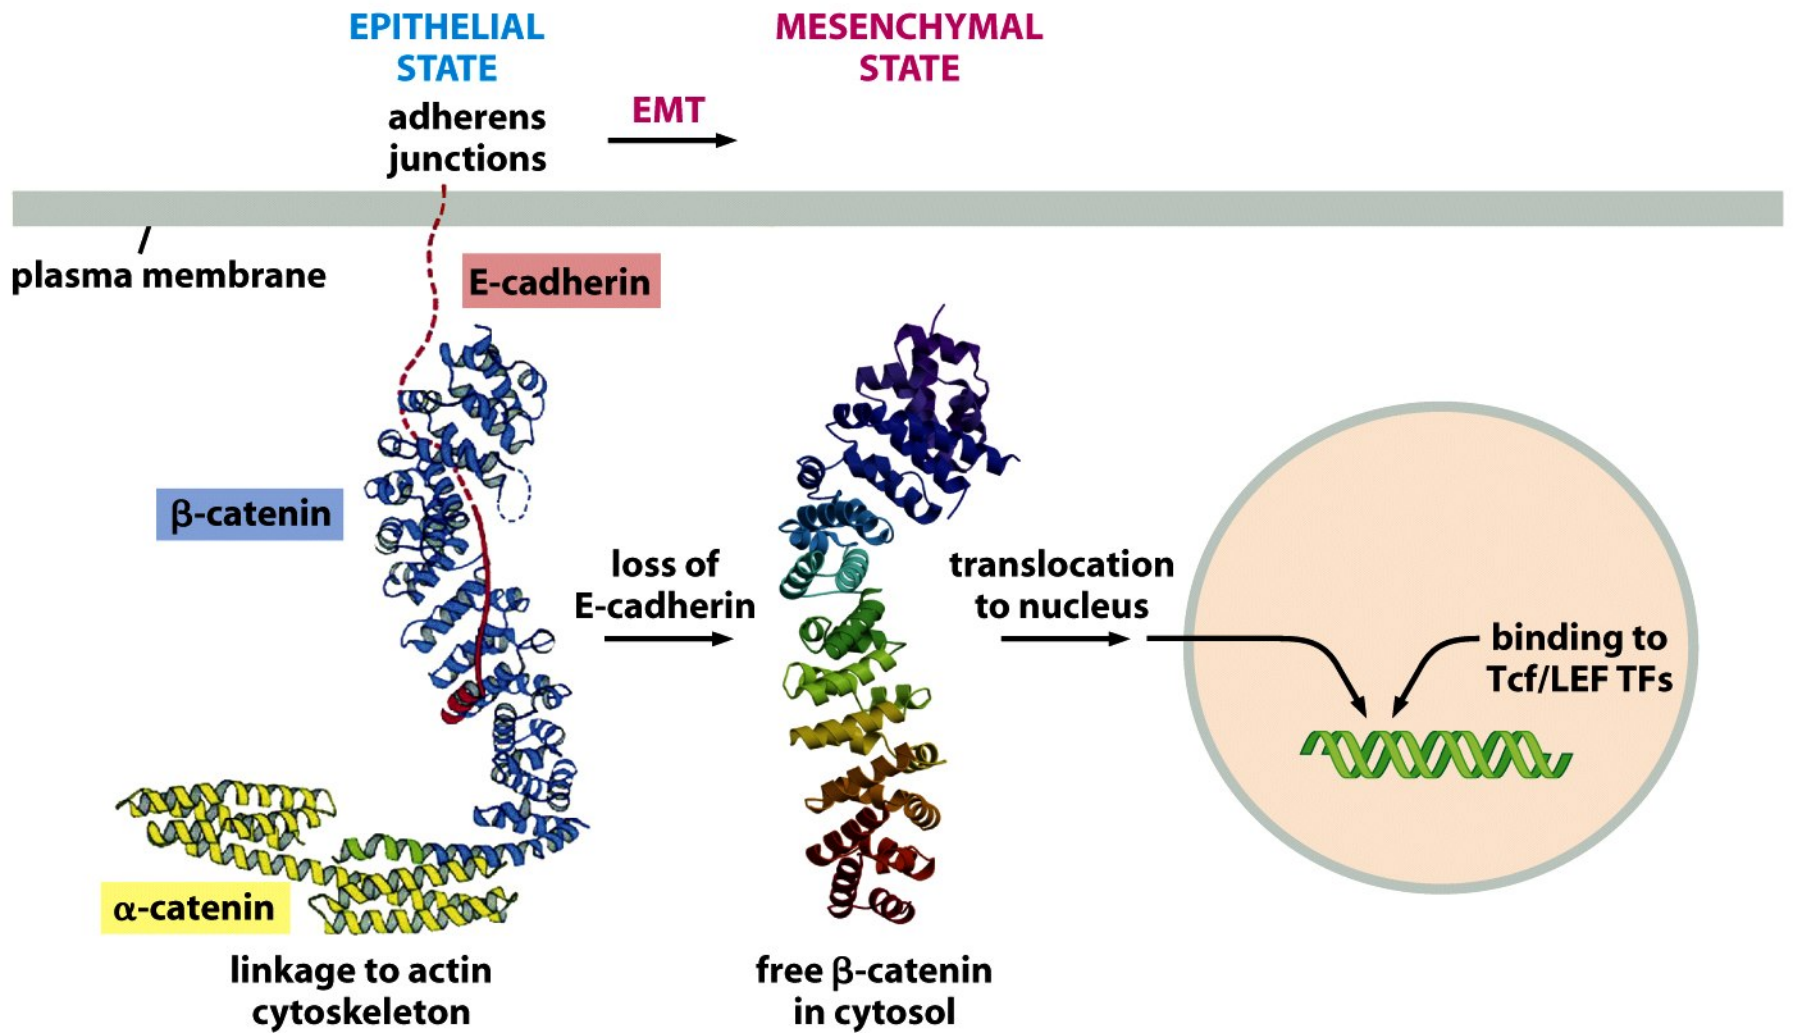 EPITHELIAL
STATE
adherens
junctions
EMT
MESENCHYMAL
STATE
plasma membrane
E-cadherin
β-catenin
loss of
E-cadherin
translocation
to nucleus
binding to
Tcf/LEF TFs
α-catenin
linkage to actin
cytoskeleton
free β-catenin
in cytosol